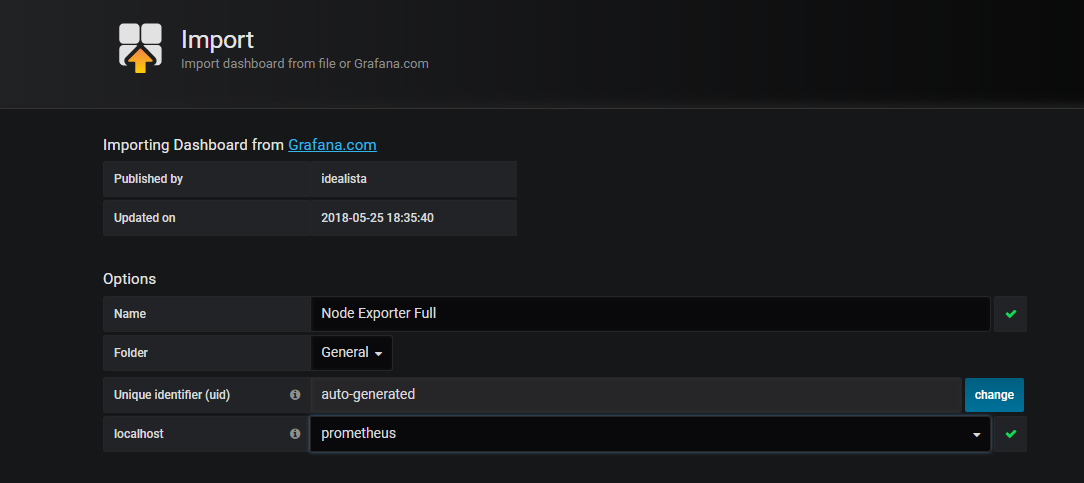 Import
Import dashboard from file or Grafana.com
Importing Dashboard from Grafana.com
Published by idealista
Updated on 2018-05-25 18:35:40
Options
Name Node Exporter Full
Folder General
Unique identifier (uid) auto-generated change
localhost prometheus